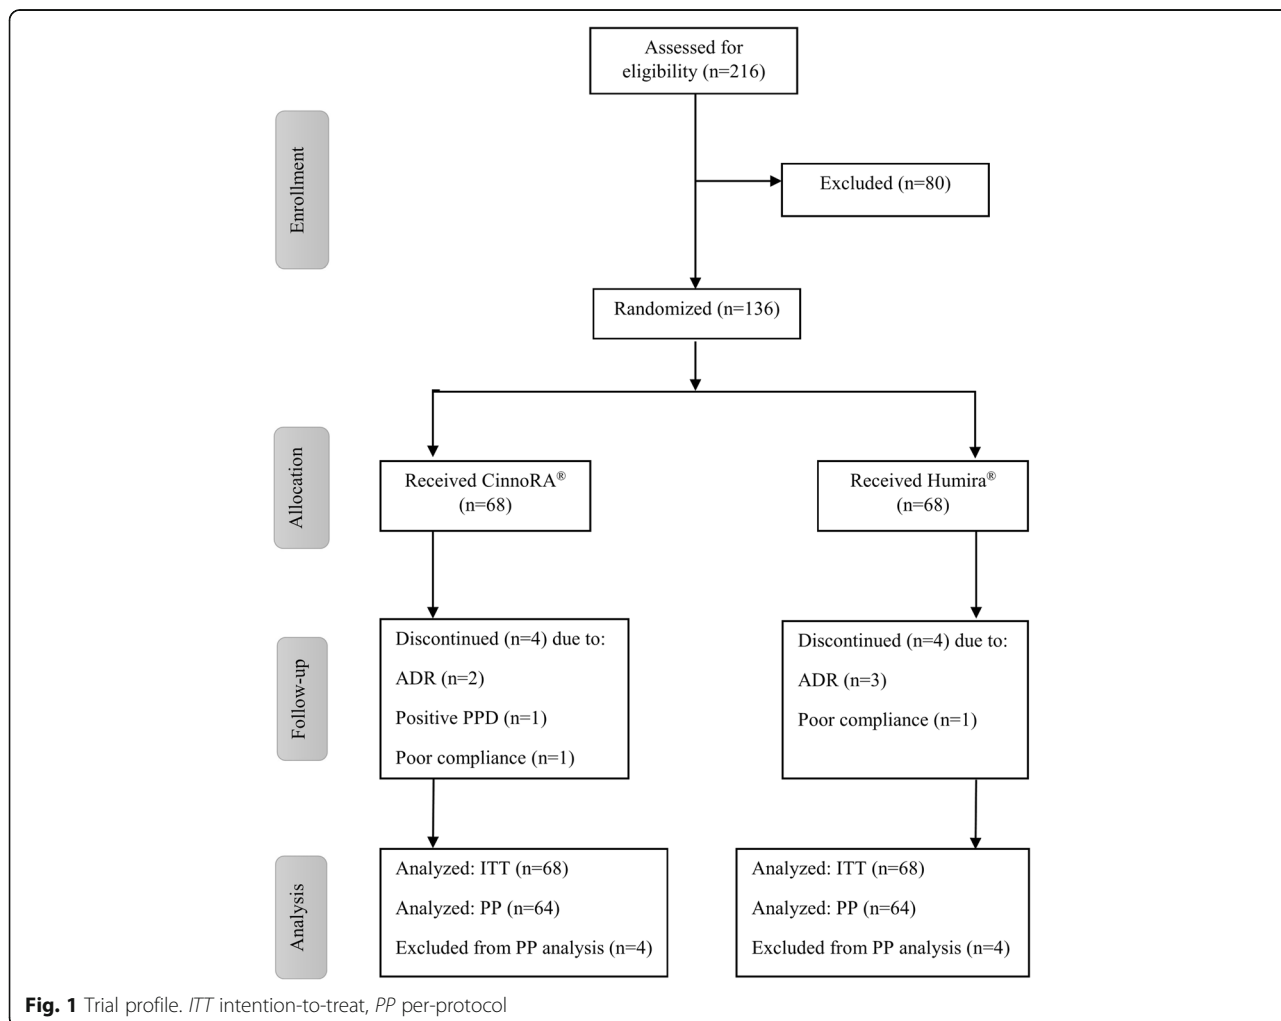 Assessed for
eligibility (n=216)
Enrollment
Excluded (n=80)
Randomized (n=136)
Allocation
Received CinnoRA®
(n=68)
Received Humira®
(n=68)
Follow-up
Discontinued (n=4) due to:
ADR (n=2)
Positive PPD (n=1)
Poor compliance (n=1)
Discontinued (n=4) due to:
ADR (n=3)
Poor compliance (n=1)
Analysis
Analyzed: ITT (n=68)
Analyzed: PP (n=64)
Excluded from PP analysis (n=4)
Analyzed: ITT (n=68)
Analyzed: PP (n=64)
Excluded from PP analysis (n=4)
Fig. 1 Trial profile. ITT intention-to-treat, PP per-protocol